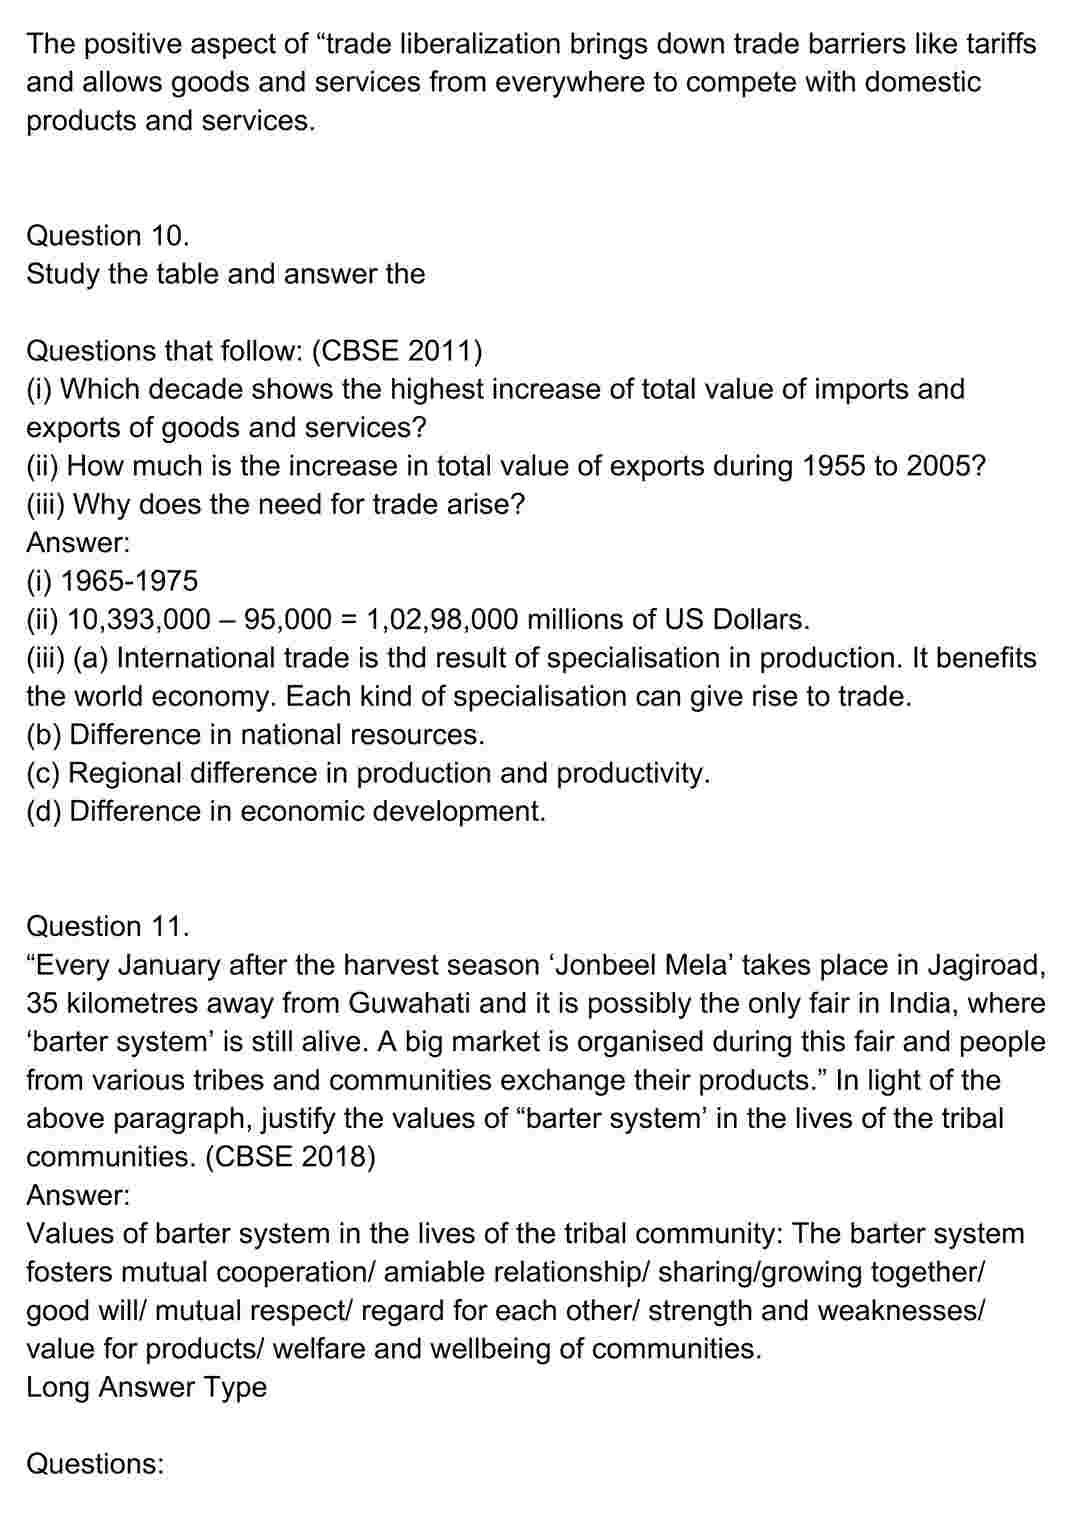 The positive aspect of “trade liberalization brings down trade barriers like tariffs
and allows goods and services from everywhere to compete with domestic
products and services.
Question 10.
Study the table and answer the
Questions that follow: (CBSE 2011)
(i) Which decade shows the highest increase of total value of imports and
exports of goods and services?
(ii) How much is the increase in total value of exports during 1955 to 2005?
(iii) Why does the need for trade arise?
Answer:
(i) 1965-1975
(ii) 10,393,000 – 95,000 = 1,02,98,000 millions of US Dollars.
(iii) (a) International trade is thd result of specialisation in production. It benefits
the world economy. Each kind of specialisation can give rise to trade.
(b) Difference in national resources.
(c) Regional difference in production and productivity.
(d) Difference in economic development.
Question 11.
“Every January after the harvest season ‘Jonbeel Mela’ takes place in Jagiroad,
35 kilometres away from Guwahati and it is possibly the only fair in India, where
‘barter system’ is still alive. A big market is organised during this fair and people
from various tribes and communities exchange their products.” In light of the
above paragraph, justify the values of “barter system’ in the lives of the tribal
communities. (CBSE 2018)
Answer:
Values of barter system in the lives of the tribal community: The barter system
fosters mutual cooperation/ amiable relationship/ sharing/growing together/
good will/ mutual respect/ regard for each other/ strength and weaknesses/
value for products/ welfare and wellbeing of communities.
Long Answer Type
Questions: